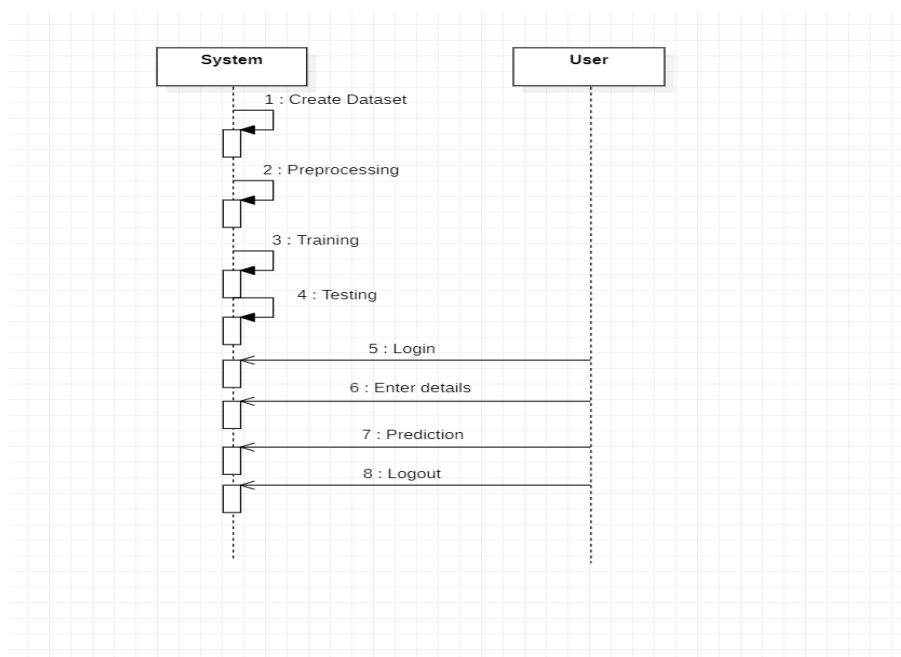 System
User
1 : Create Dataset
2 : Preprocessing
3 : Training
4 : Testing
5 : Login
6 : Enter details
7 : Prediction
8 : Logout